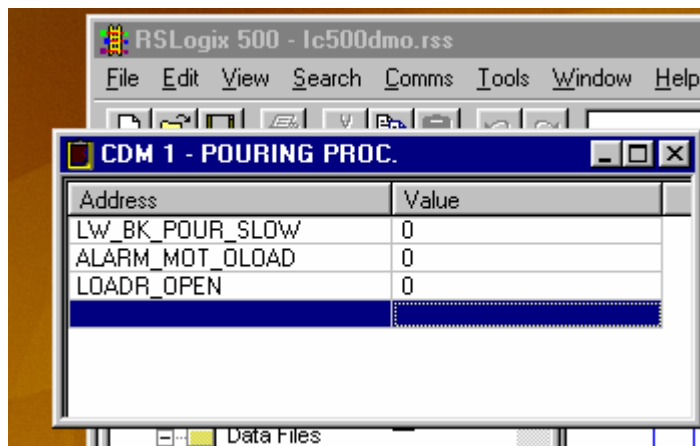 RSLogix 500 - lc500dmo.rss
File Edit View Search Comms Tools Window Help
CDM 1 - POURING PROC.
Address Value
LW_BK_POUR_SLOW 0
ALARM_MOT_OLOAD 0
LOADR_OPEN 0
Data Files